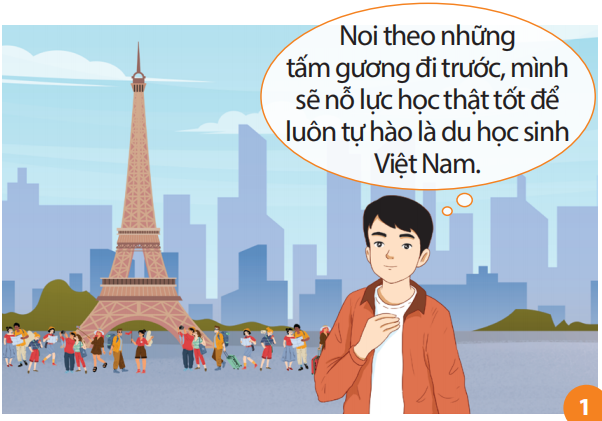 Noi theo những
tấm gương đi trước, mình
sẽ nỗ lực học thật tốt để
luôn tự hào là du học sinh
Việt Nam.
1